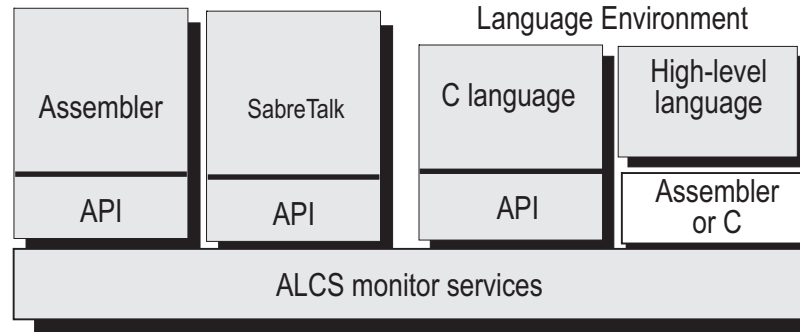 Language Environment
Assembler
SabreTalk
C language
High-level
language
API
API
API
Assembler
or C
ALCS monitor services